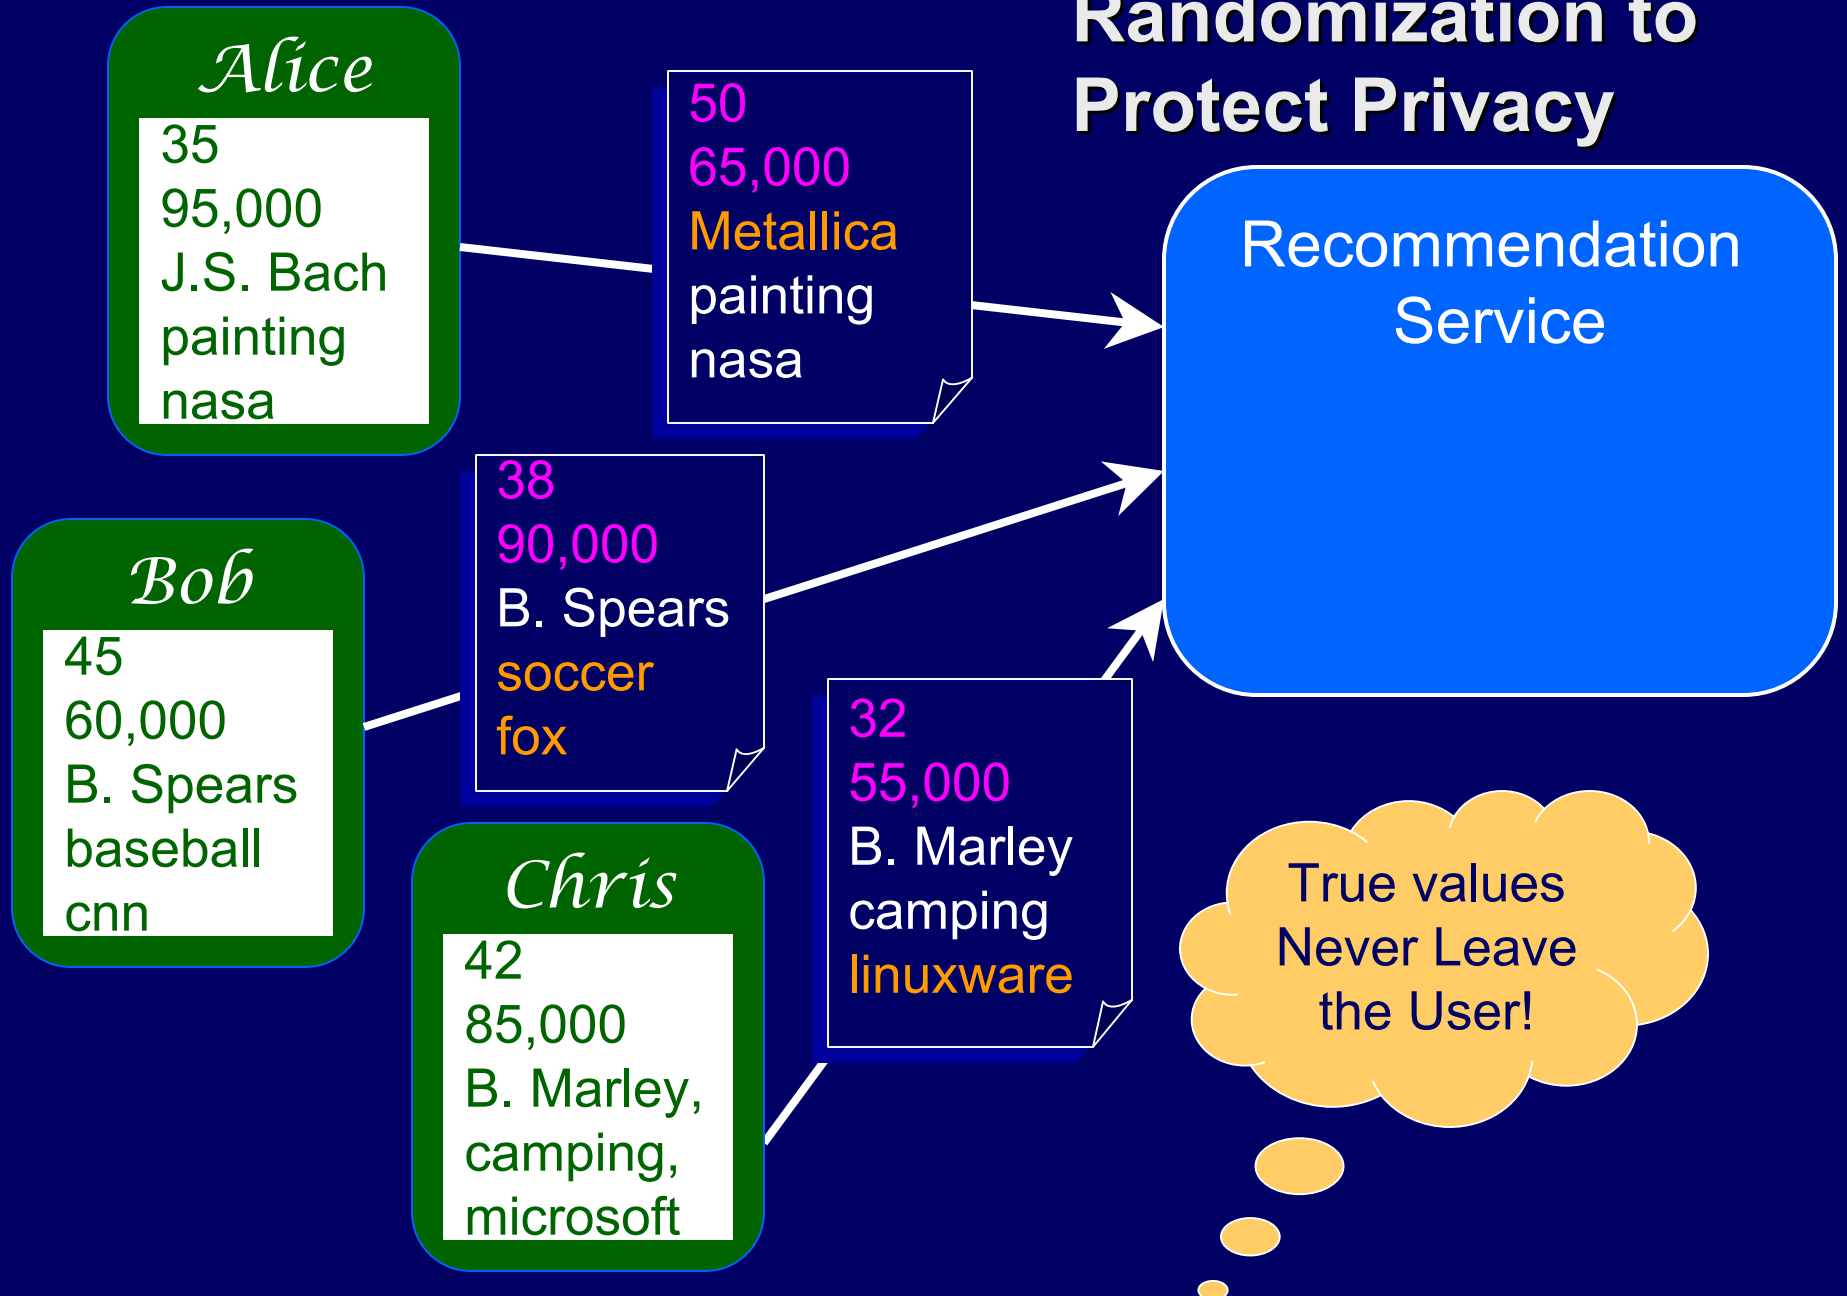 Randomization to
Protect Privacy
Alice
35
95,000
J.S. Bach
painting
nasa
50
65,000
Metallica
painting
nasa
Recommendation
Service
Bob
45
60,000
B. Spears
baseball
cnn
38
90,000
B. Spears
soccer
fox
Chris
42
85,000
B. Marley,
camping,
microsoft
32
55,000
B. Marley
camping
linuxware
True values
Never Leave
the User!